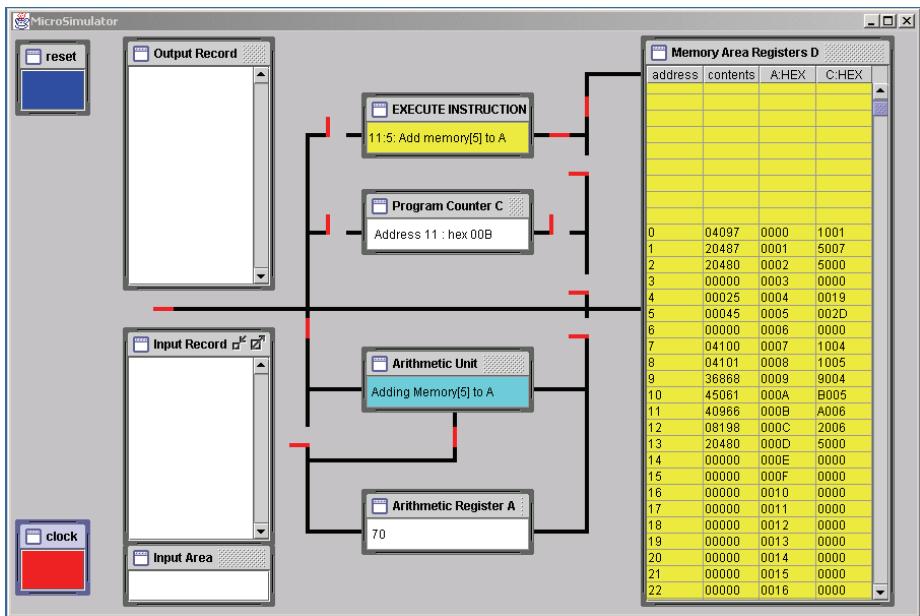 MicroSimulator
reset
Output Record
EXECUTE INSTRUCTION
11:5: Add memory[5] to A
Program Counter C
Address 11 : hex 00B
Input Record
Arithmetic Unit
Adding Memory[5] to A
Arithmetic Register A
70
clock
Input Area
Memory Area Registers D
address contents A:HEX C:HEX
0 04097 0000 1001
1 20487 0001 5007
2 20480 0002 5000
3 00000 0003 0000
4 00025 0004 0019
5 00045 0005 002D
6 00000 0006 0000
7 04100 0007 1004
8 04101 0008 1005
9 36868 0009 9004
10 45061 000A B005
11 40966 000B A006
12 08198 000C 2006
13 20480 000D 5000
14 00000 000E 0000
15 00000 000F 0000
16 00000 0010 0000
17 00000 0011 0000
18 00000 0012 0000
19 00000 0013 0000
20 00000 0014 0000
21 00000 0015 0000
22 00000 0016 0000